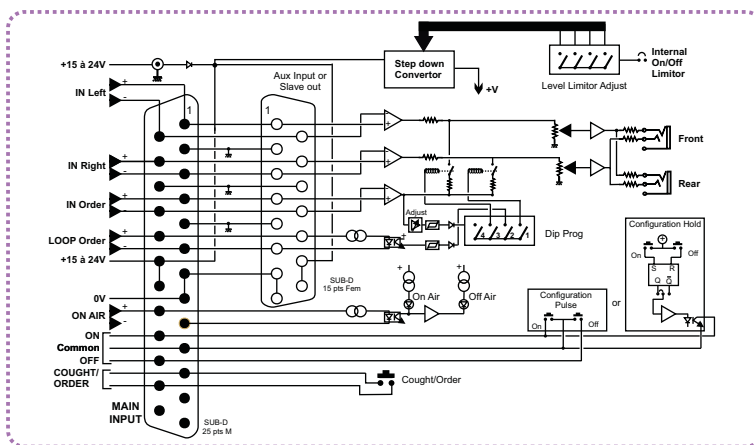 +15 à 24V
+
IN Left
-
+
IN Right
-
+
IN Order
-
+
LOOP Order
-
+15 à 24V
0V
+
ON AIR
-
ON
Common
OFF
COUGHT/
ORDER
MAIN
INPUT
1
SUB-D
25 pts M
Aux Input or
Slave out
1
SUB-D
15 pts Fem
Step down
Convertor
+V
Level Limitor Adjust
Internal
On/Off
Limitor
-
+
-
+
-
+
Front
Rear
Adjust
4 3 2 1
Dip Prog
+
+
+
On Air
Off Air
Configuration
Pulse
On
Off
or
Configuration Hold
+
On
Off
S R
Q Q
Cought/Order